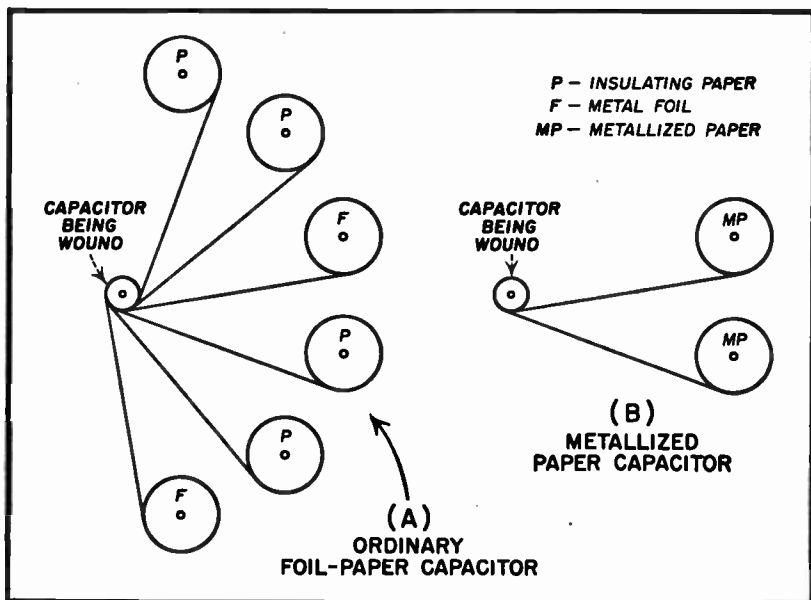 P
P
F
P
P
F
CAPACITOR
BEING
WOUND
(A)
ORDINARY
FOIL-PAPER CAPACITOR
P – INSULATING PAPER
F – METAL FOIL
MP – METALLIZED PAPER
CAPACITOR
BEING
WOUND
MP
MP
(B)
METALLIZED
PAPER CAPACITOR